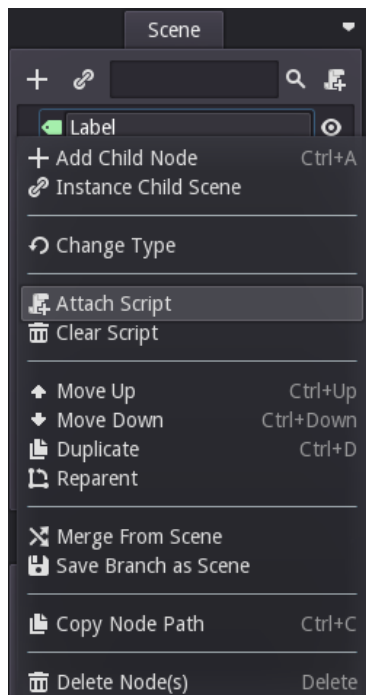 Scene
Label
Add Child Node Ctrl+A
Instance Child Scene
Change Type
Attach Script
Clear Script
Move Up Ctrl+Up
Move Down Ctrl+Down
Duplicate Ctrl+D
Reparent
Merge From Scene
Save Branch as Scene
Copy Node Path Ctrl+C
Delete Node(s) Delete